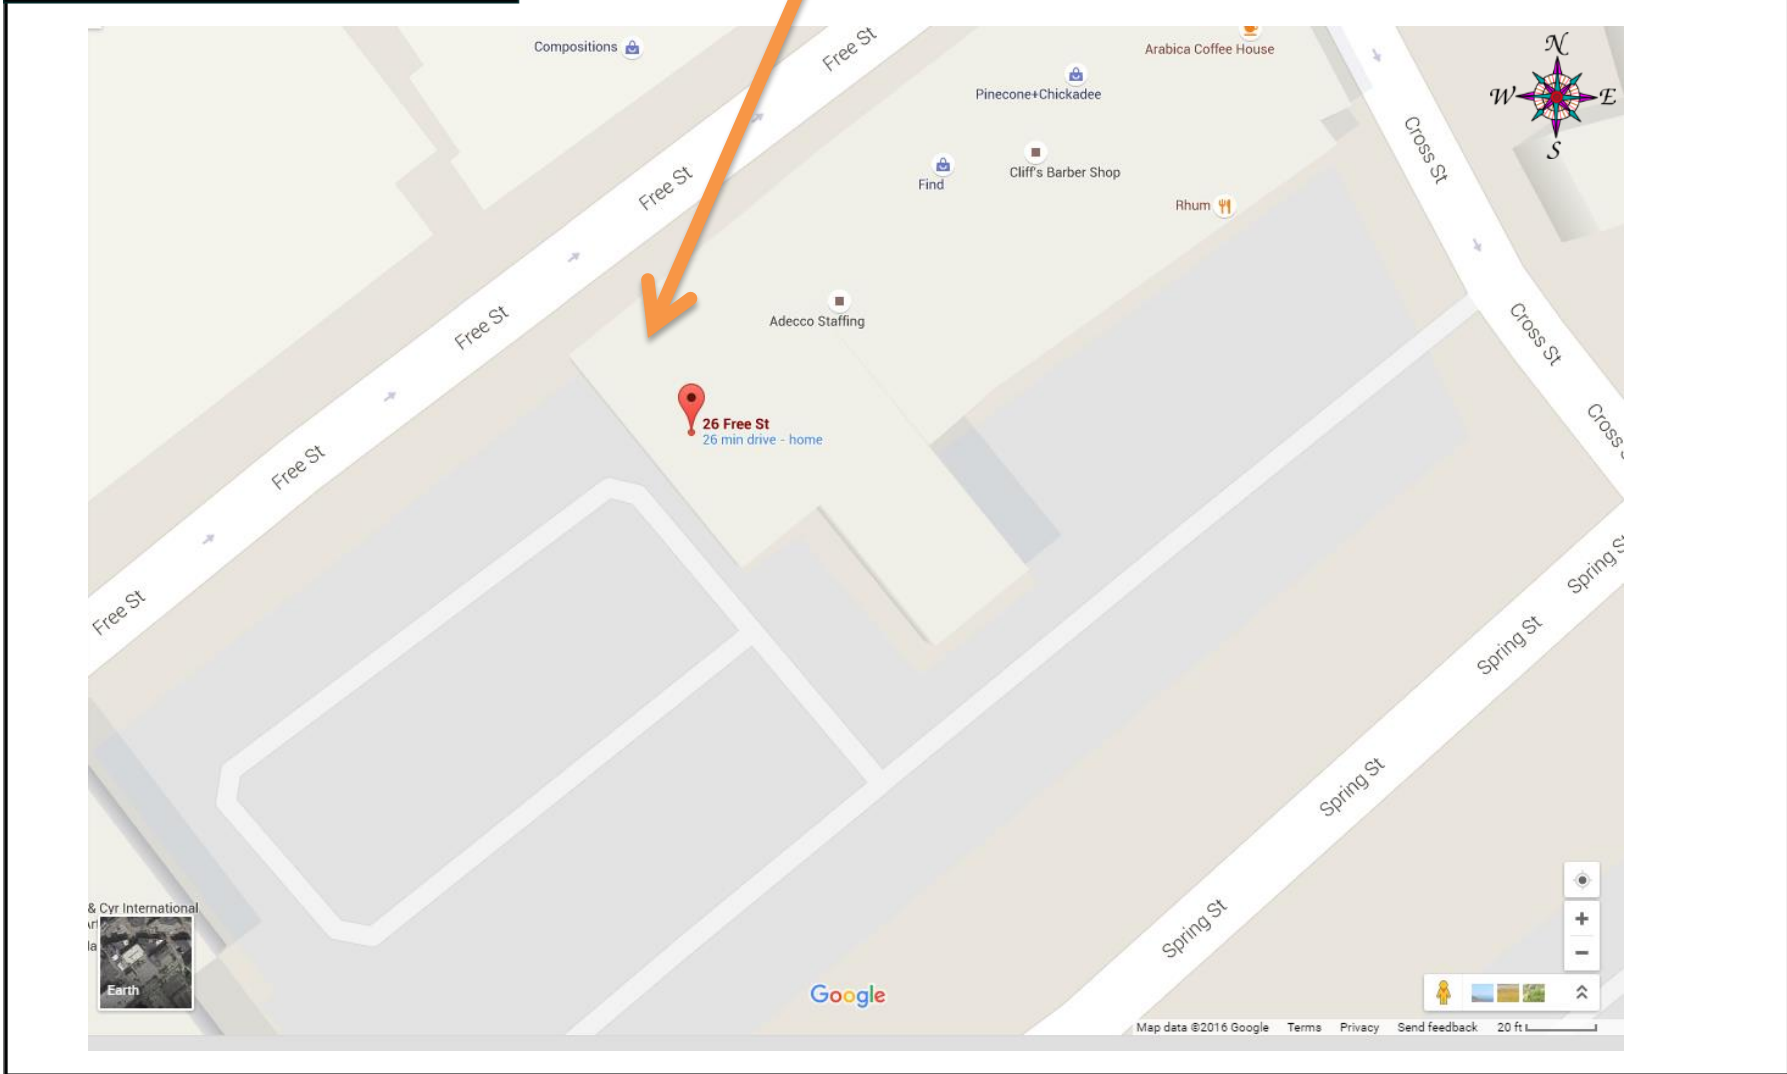 Compositions
Free St
Arabica Coffee House
N
W
E
S
Pinecone+Chickadee
Cross St
Free St
Find
Cliff's Barber Shop
Rhum
Free St
Adecco Staffing
Cross St
26 Free St
26 min drive - home
Cross
Free St
Spring S
Free St
Spring St
Spring St
Spring St
& Cyr International
Earth
Google
Map data ©2016 Google Terms Privacy Send feedback 20 ft